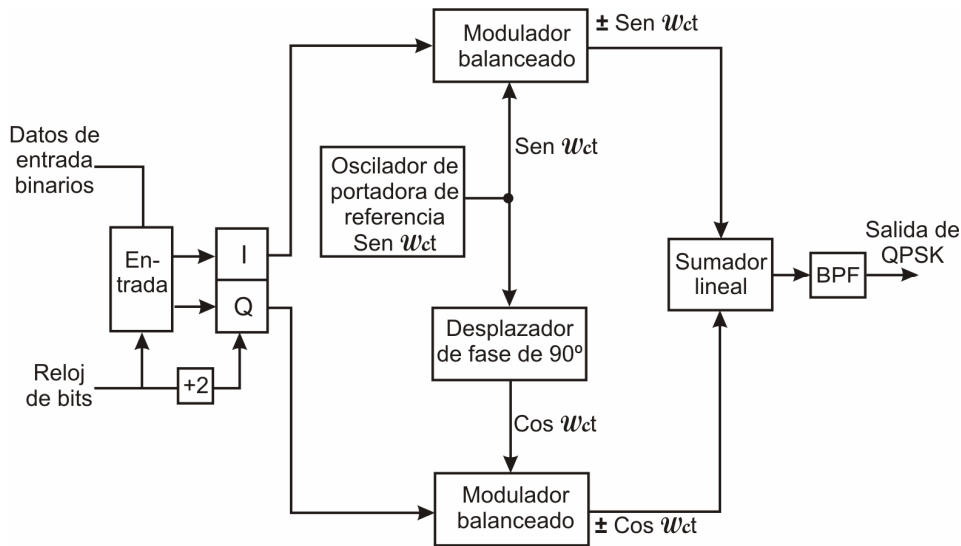 Modulador
balanceado
± Sen wct
Datos de
entrada
binarios
Sen wct
Oscilador de
portadora de
referencia
Sen wct
En-
trada
I
Q
Sumador
lineal
BPF
Salida de
QPSK
Desplazador
de fase de 90º
Reloj
de bits
+2
Cos wct
Modulador
balanceado
± Cos wct